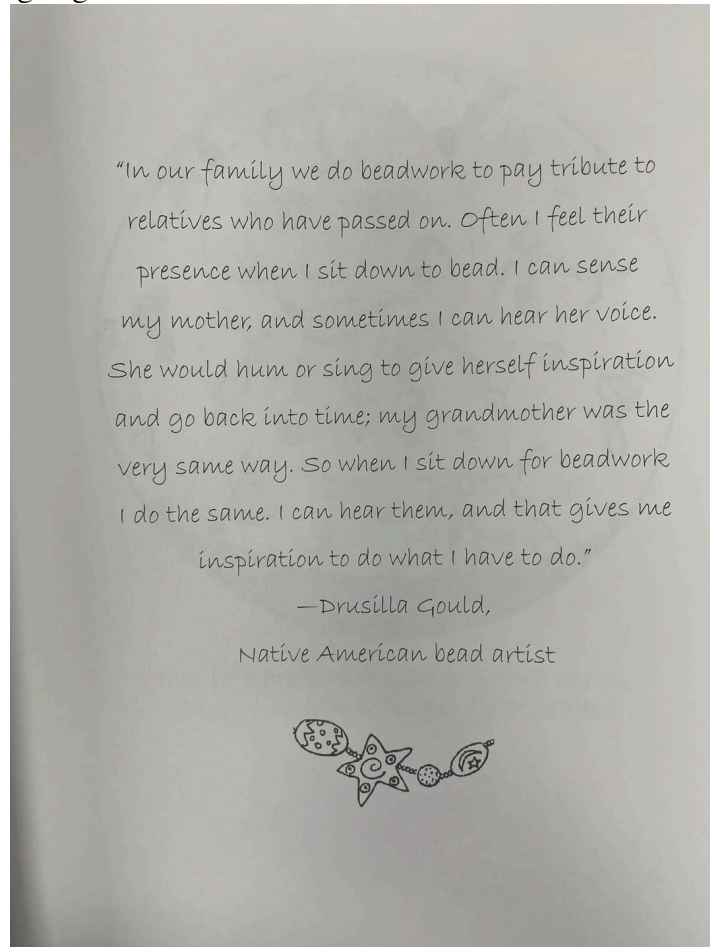 "In our family we do beadwork to pay tribute to
relatives who have passed on. Often I feel their
presence when I sit down to bead. I can sense
my mother, and sometimes I can hear her voice.
She would hum or sing to give herself inspiration
and go back into time; my grandmother was the
very same way. So when I sit down for beadwork
I do the same. I can hear them, and that gives me
inspiration to do what I have to do."
—Drusilla Gould,
Native American bead artist